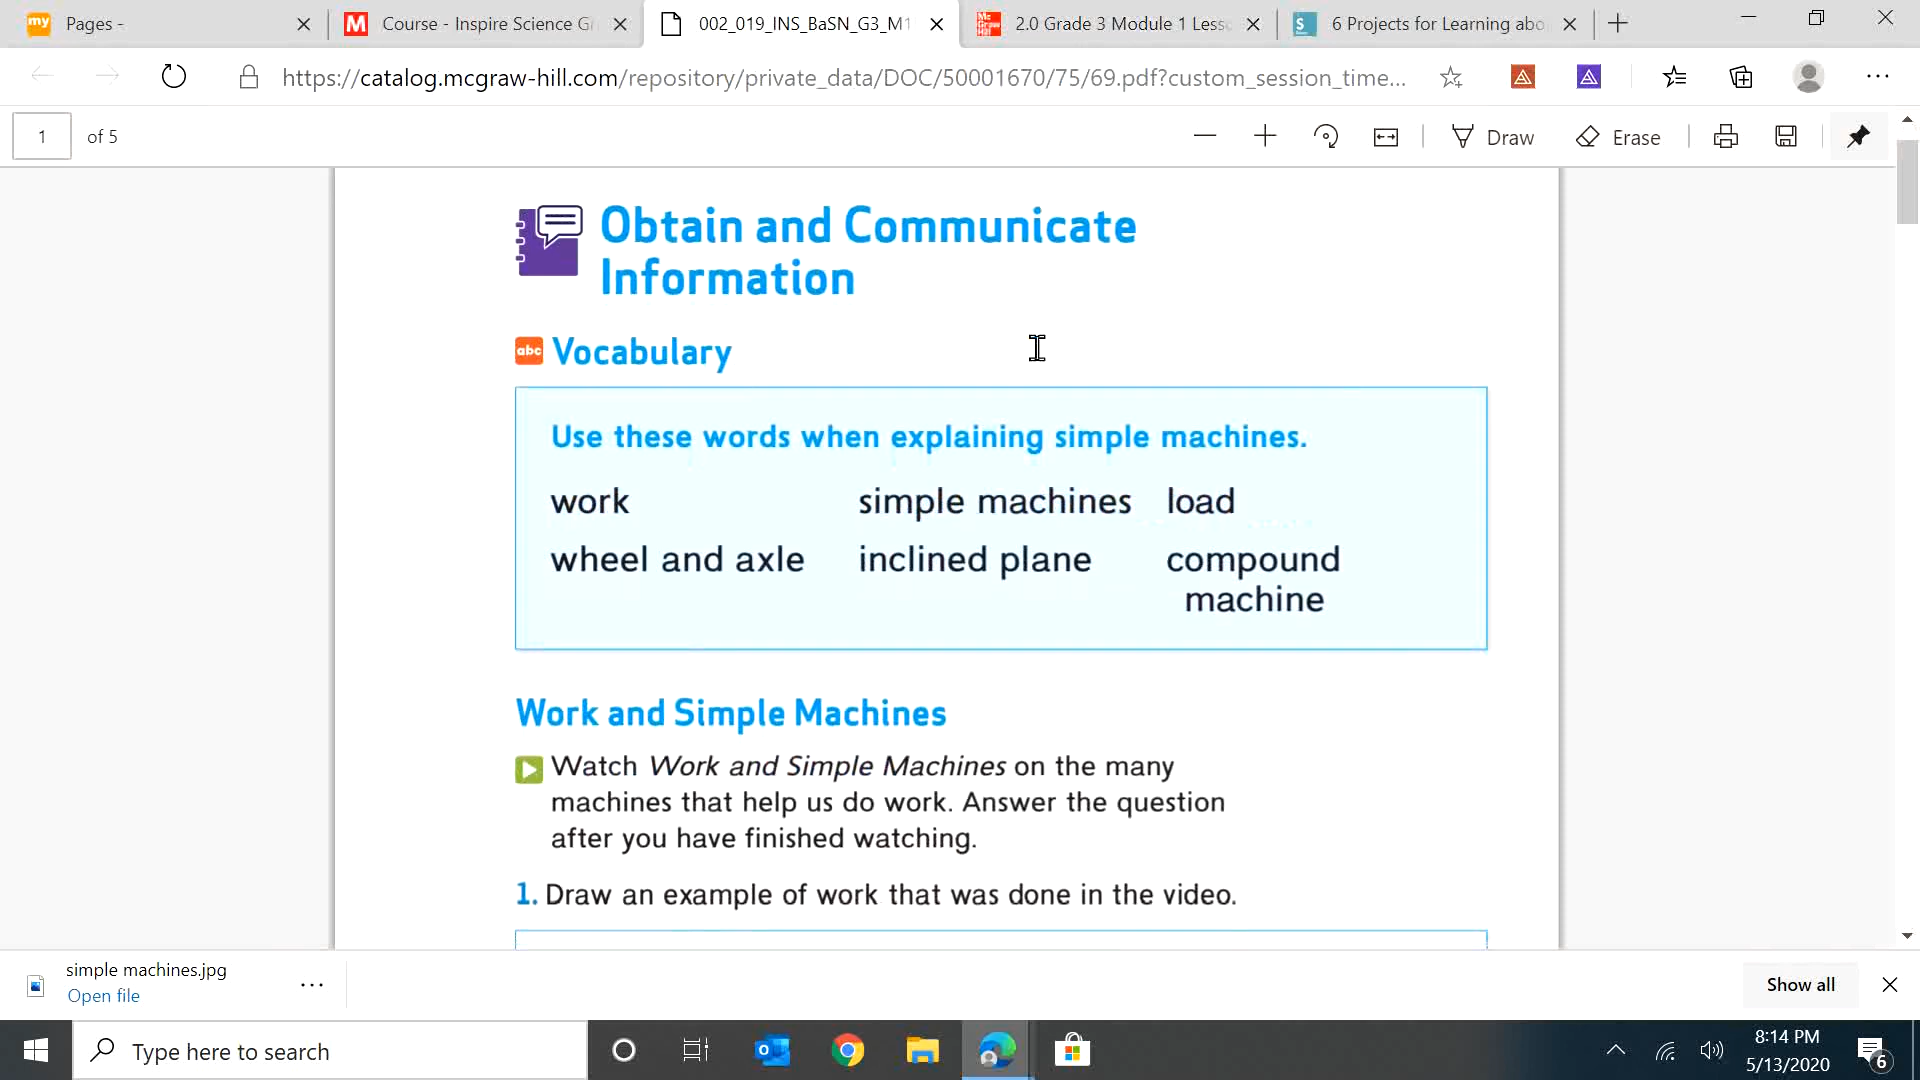 Pages -
Course - Inspire Science Gr
002_019_INS_BaSN_G3_M1
2.0 Grade 3 Module 1 Less
6 Projects for Learning abo
https://catalog.mcgraw-hill.com/repository/private_data/DOC/50001670/75/69.pdf?custom_session_time...
1 of 5
Draw
Erase
Obtain and Communicate
Information
abc Vocabulary
Use these words when explaining simple machines.
work simple machines load
wheel and axle inclined plane compound
machine
Work and Simple Machines
Watch Work and Simple Machines on the many
machines that help us do work. Answer the question
after you have finished watching.
1. Draw an example of work that was done in the video.
simple machines.jpg
Open file
Show all
Type here to search
8:14 PM
5/13/2020
6